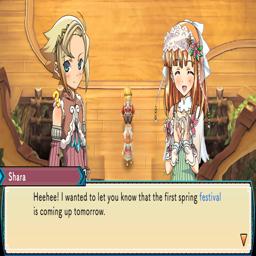 Shara
Heehee! I wanted to let you know that the first spring festival
is coming up tomorrow.